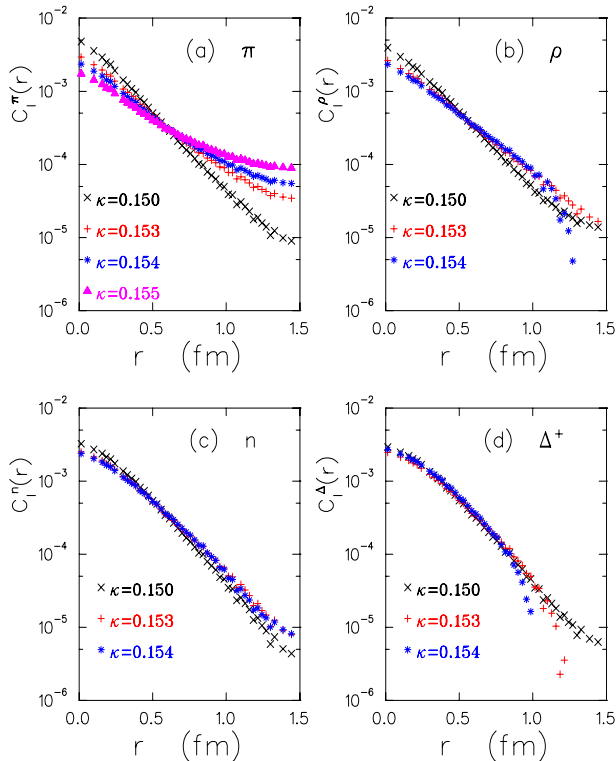 (a) π
C_I^π(r)
10^-2
10^-3
10^-4
10^-5
10^-6
× κ=0.150
+ κ=0.153
* κ=0.154
▲ κ=0.155
0.0 0.5 1.0 1.5
r (fm)
(b) ρ
C_I^ρ(r)
10^-2
10^-3
10^-4
10^-5
10^-6
× κ=0.150
+ κ=0.153
* κ=0.154
0.0 0.5 1.0 1.5
r (fm)
(c) n
C_I^n(r)
10^-2
10^-3
10^-4
10^-5
10^-6
× κ=0.150
+ κ=0.153
* κ=0.154
0.0 0.5 1.0 1.5
r (fm)
(d) Δ^+
C_I^Δ(r)
10^-2
10^-3
10^-4
10^-5
10^-6
× κ=0.150
+ κ=0.153
* κ=0.154
0.0 0.5 1.0 1.5
r (fm)